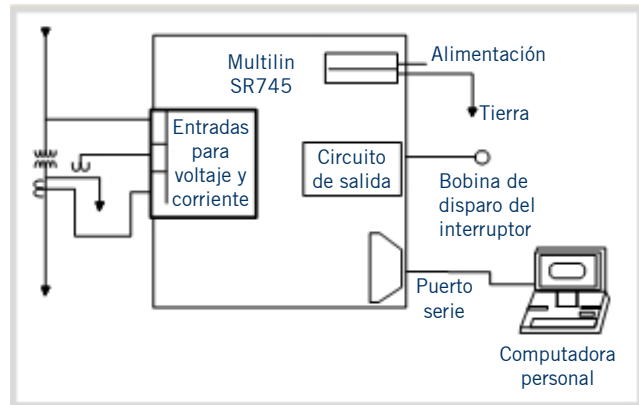 Multilin
SR745
Alimentación
Tierra
Entradas
para
voltaje y
corriente
Circuito
de salida
Bobina de
disparo del
interruptor
Puerto
serie
Computadora
personal